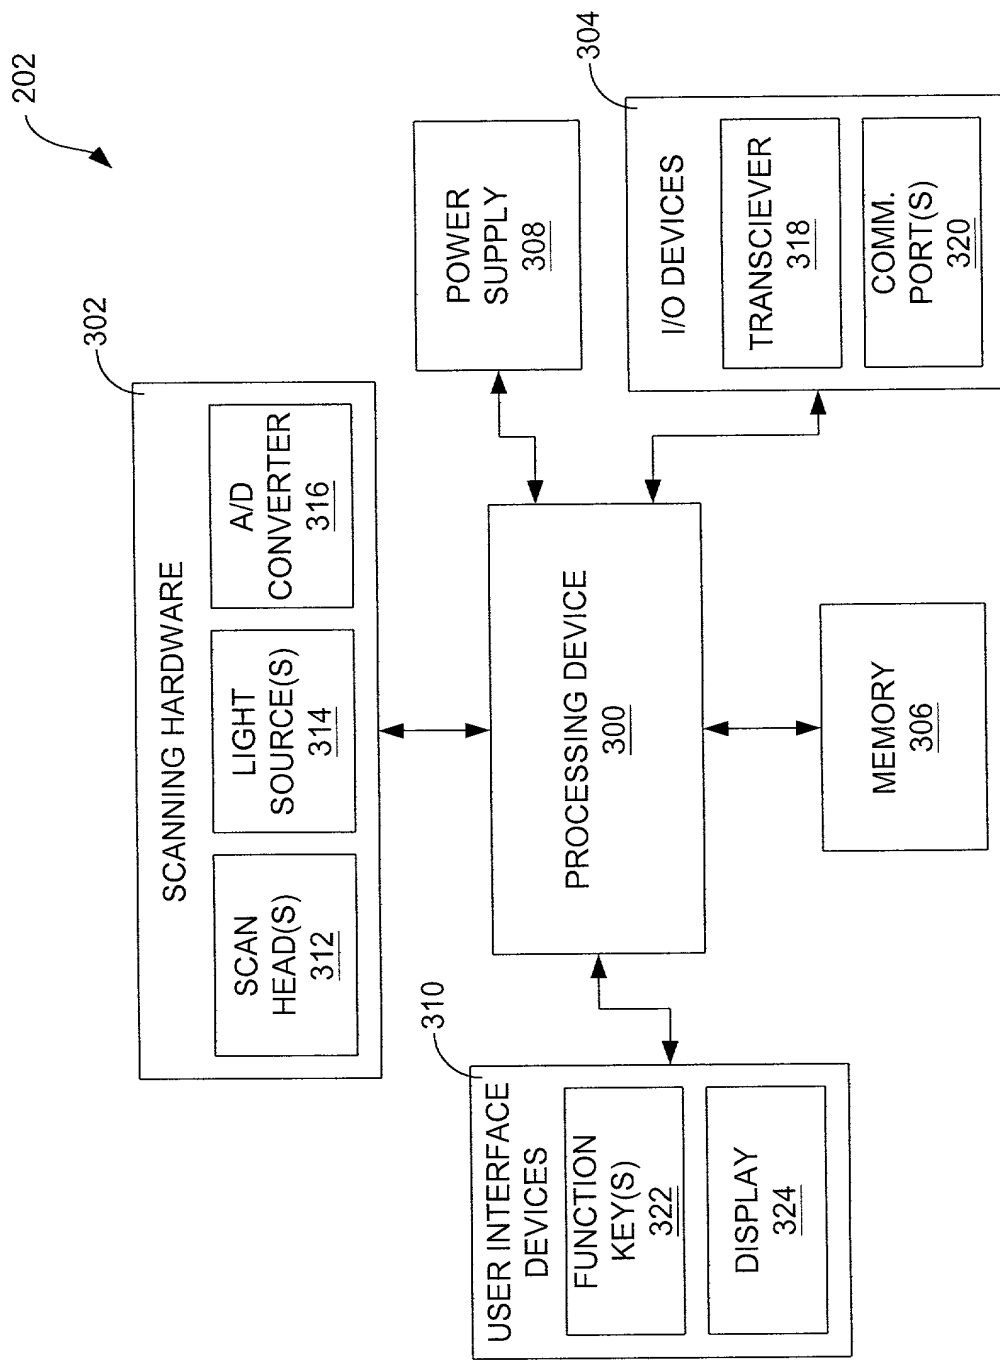 202
302
SCANNING HARDWARE
SCAN
HEAD(S)
312
LIGHT
SOURCE(S)
314
A/D
CONVERTER
316
310
USER INTERFACE
DEVICES
FUNCTION
KEY(S)
322
DISPLAY
324
PROCESSING DEVICE
300
POWER
SUPPLY
308
304
I/O DEVICES
TRANSCIEVER
318
COMM.
PORT(S)
320
MEMORY
306